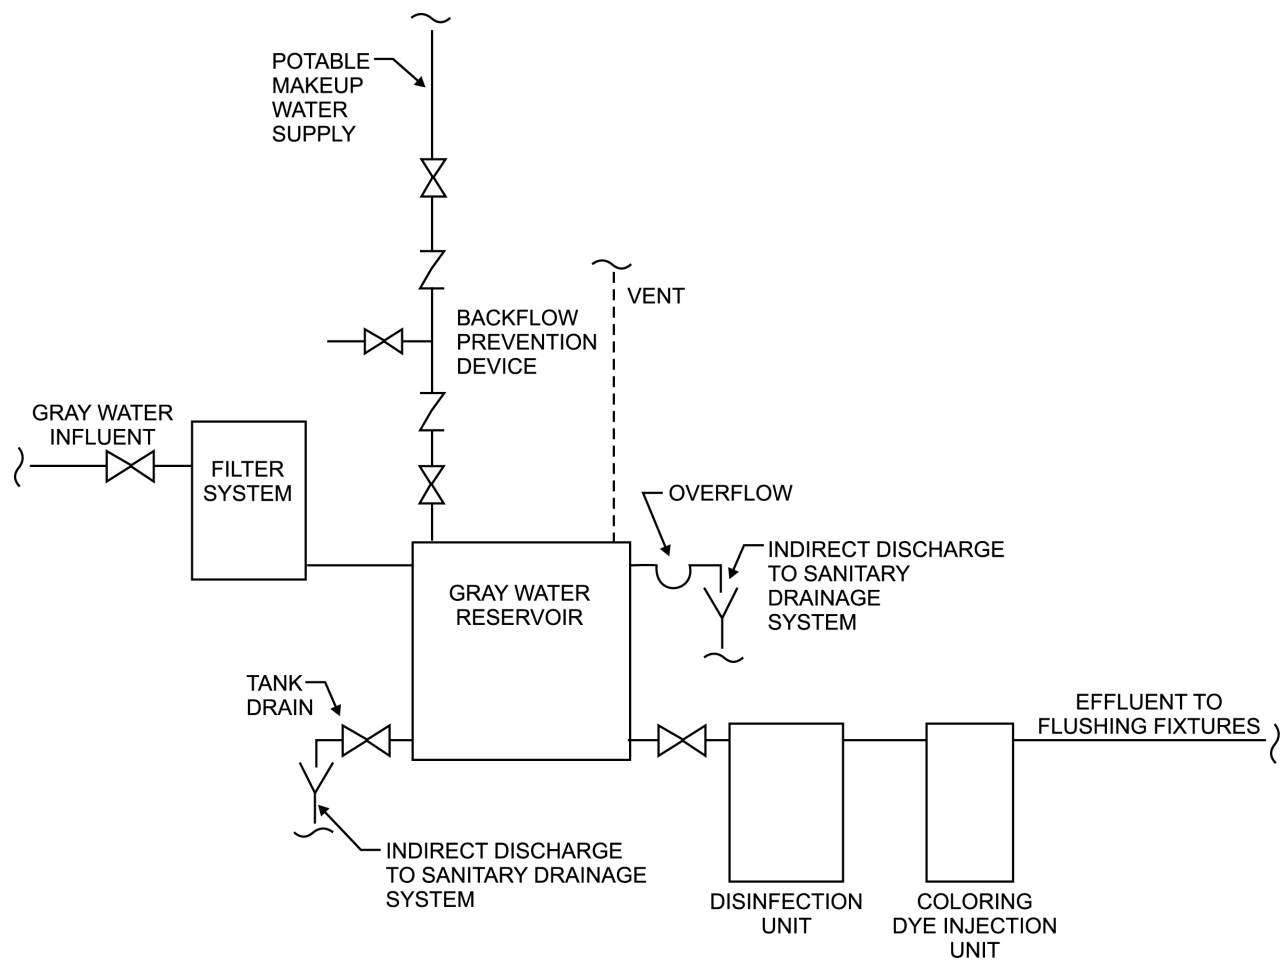 POTABLE
MAKEUP
WATER
SUPPLY
VENT
BACKFLOW
PREVENTION
DEVICE
GRAY WATER
INFLUENT
FILTER
SYSTEM
OVERFLOW
INDIRECT DISCHARGE
TO SANITARY
DRAINAGE
SYSTEM
GRAY WATER
RESERVOIR
TANK
DRAIN
EFFLUENT TO
FLUSHING FIXTURES
INDIRECT DISCHARGE
TO SANITARY DRAINAGE
SYSTEM
DISINFECTION
UNIT
COLORING
DYE INJECTION
UNIT